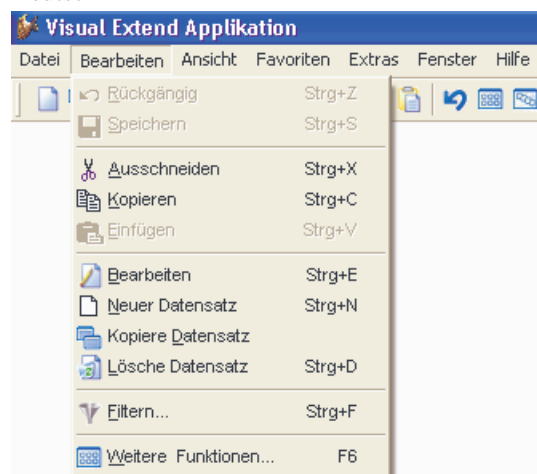 Visual Extend Applikation
Datei Bearbeiten Ansicht Favoriten Extras Fenster Hilfe
Rückgängig Strg+Z
Speichern Strg+S
Ausschneiden Strg+X
Kopieren Strg+C
Einfügen Strg+V
Bearbeiten Strg+E
Neuer Datensatz Strg+N
Kopiere Datensatz
Lösche Datensatz Strg+D
Filtern... Strg+F
Weitere Funktionen... F6